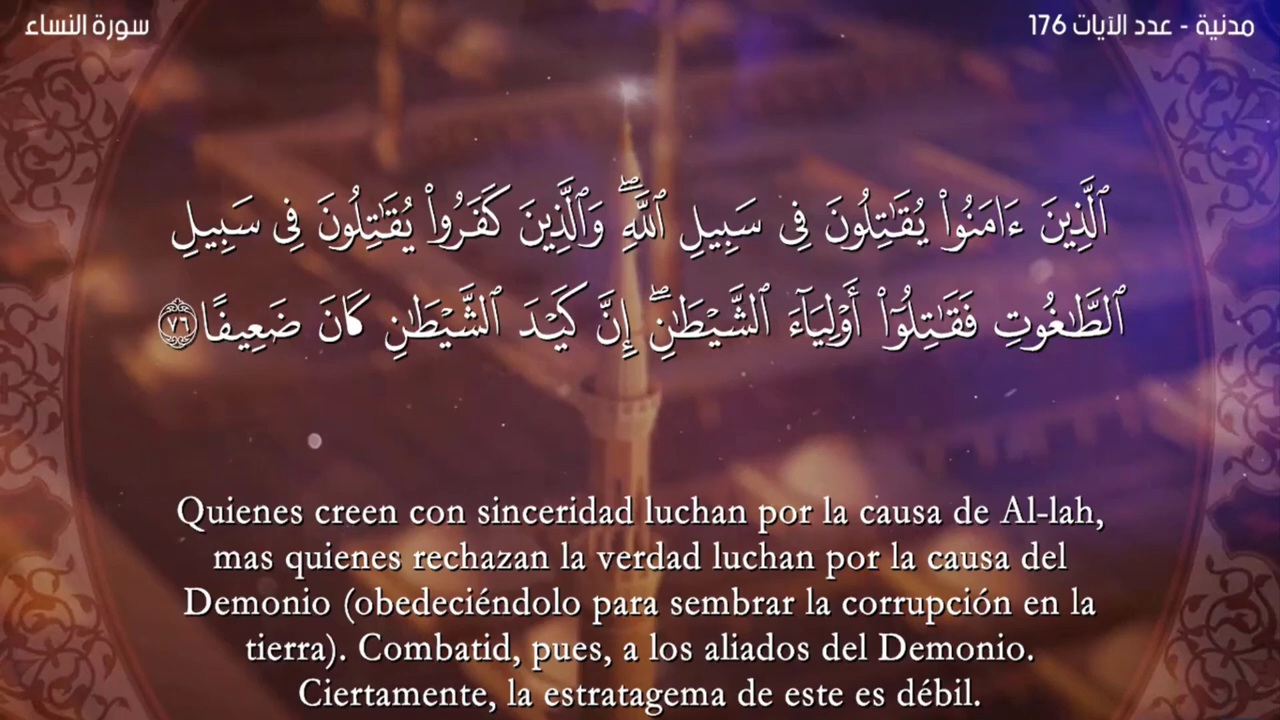 سورة النساء
مدنية - عدد الآيات 176
ٱلَّذِينَ ءَامَنُوا۟ يُقَـٰتِلُونَ فِى سَبِيلِ ٱللَّهِ ۖ وَٱلَّذِينَ كَفَرُوا۟ يُقَـٰتِلُونَ فِى سَبِيلِ
ٱلطَّـٰغُوتِ فَقَـٰتِلُوٓا۟ أَوْلِيَآءَ ٱلشَّيْطَـٰنِ ۖ إِنَّ كَيْدَ ٱلشَّيْطَـٰنِ كَانَ ضَعِيفًا ٧٦
Quienes creen con sinceridad luchan por la causa de Al-lah,
mas quienes rechazan la verdad luchan por la causa del
Demonio (obedeciéndolo para sembrar la corrupción en la
tierra). Combatid, pues, a los aliados del Demonio.
Ciertamente, la estratagema de este es débil.